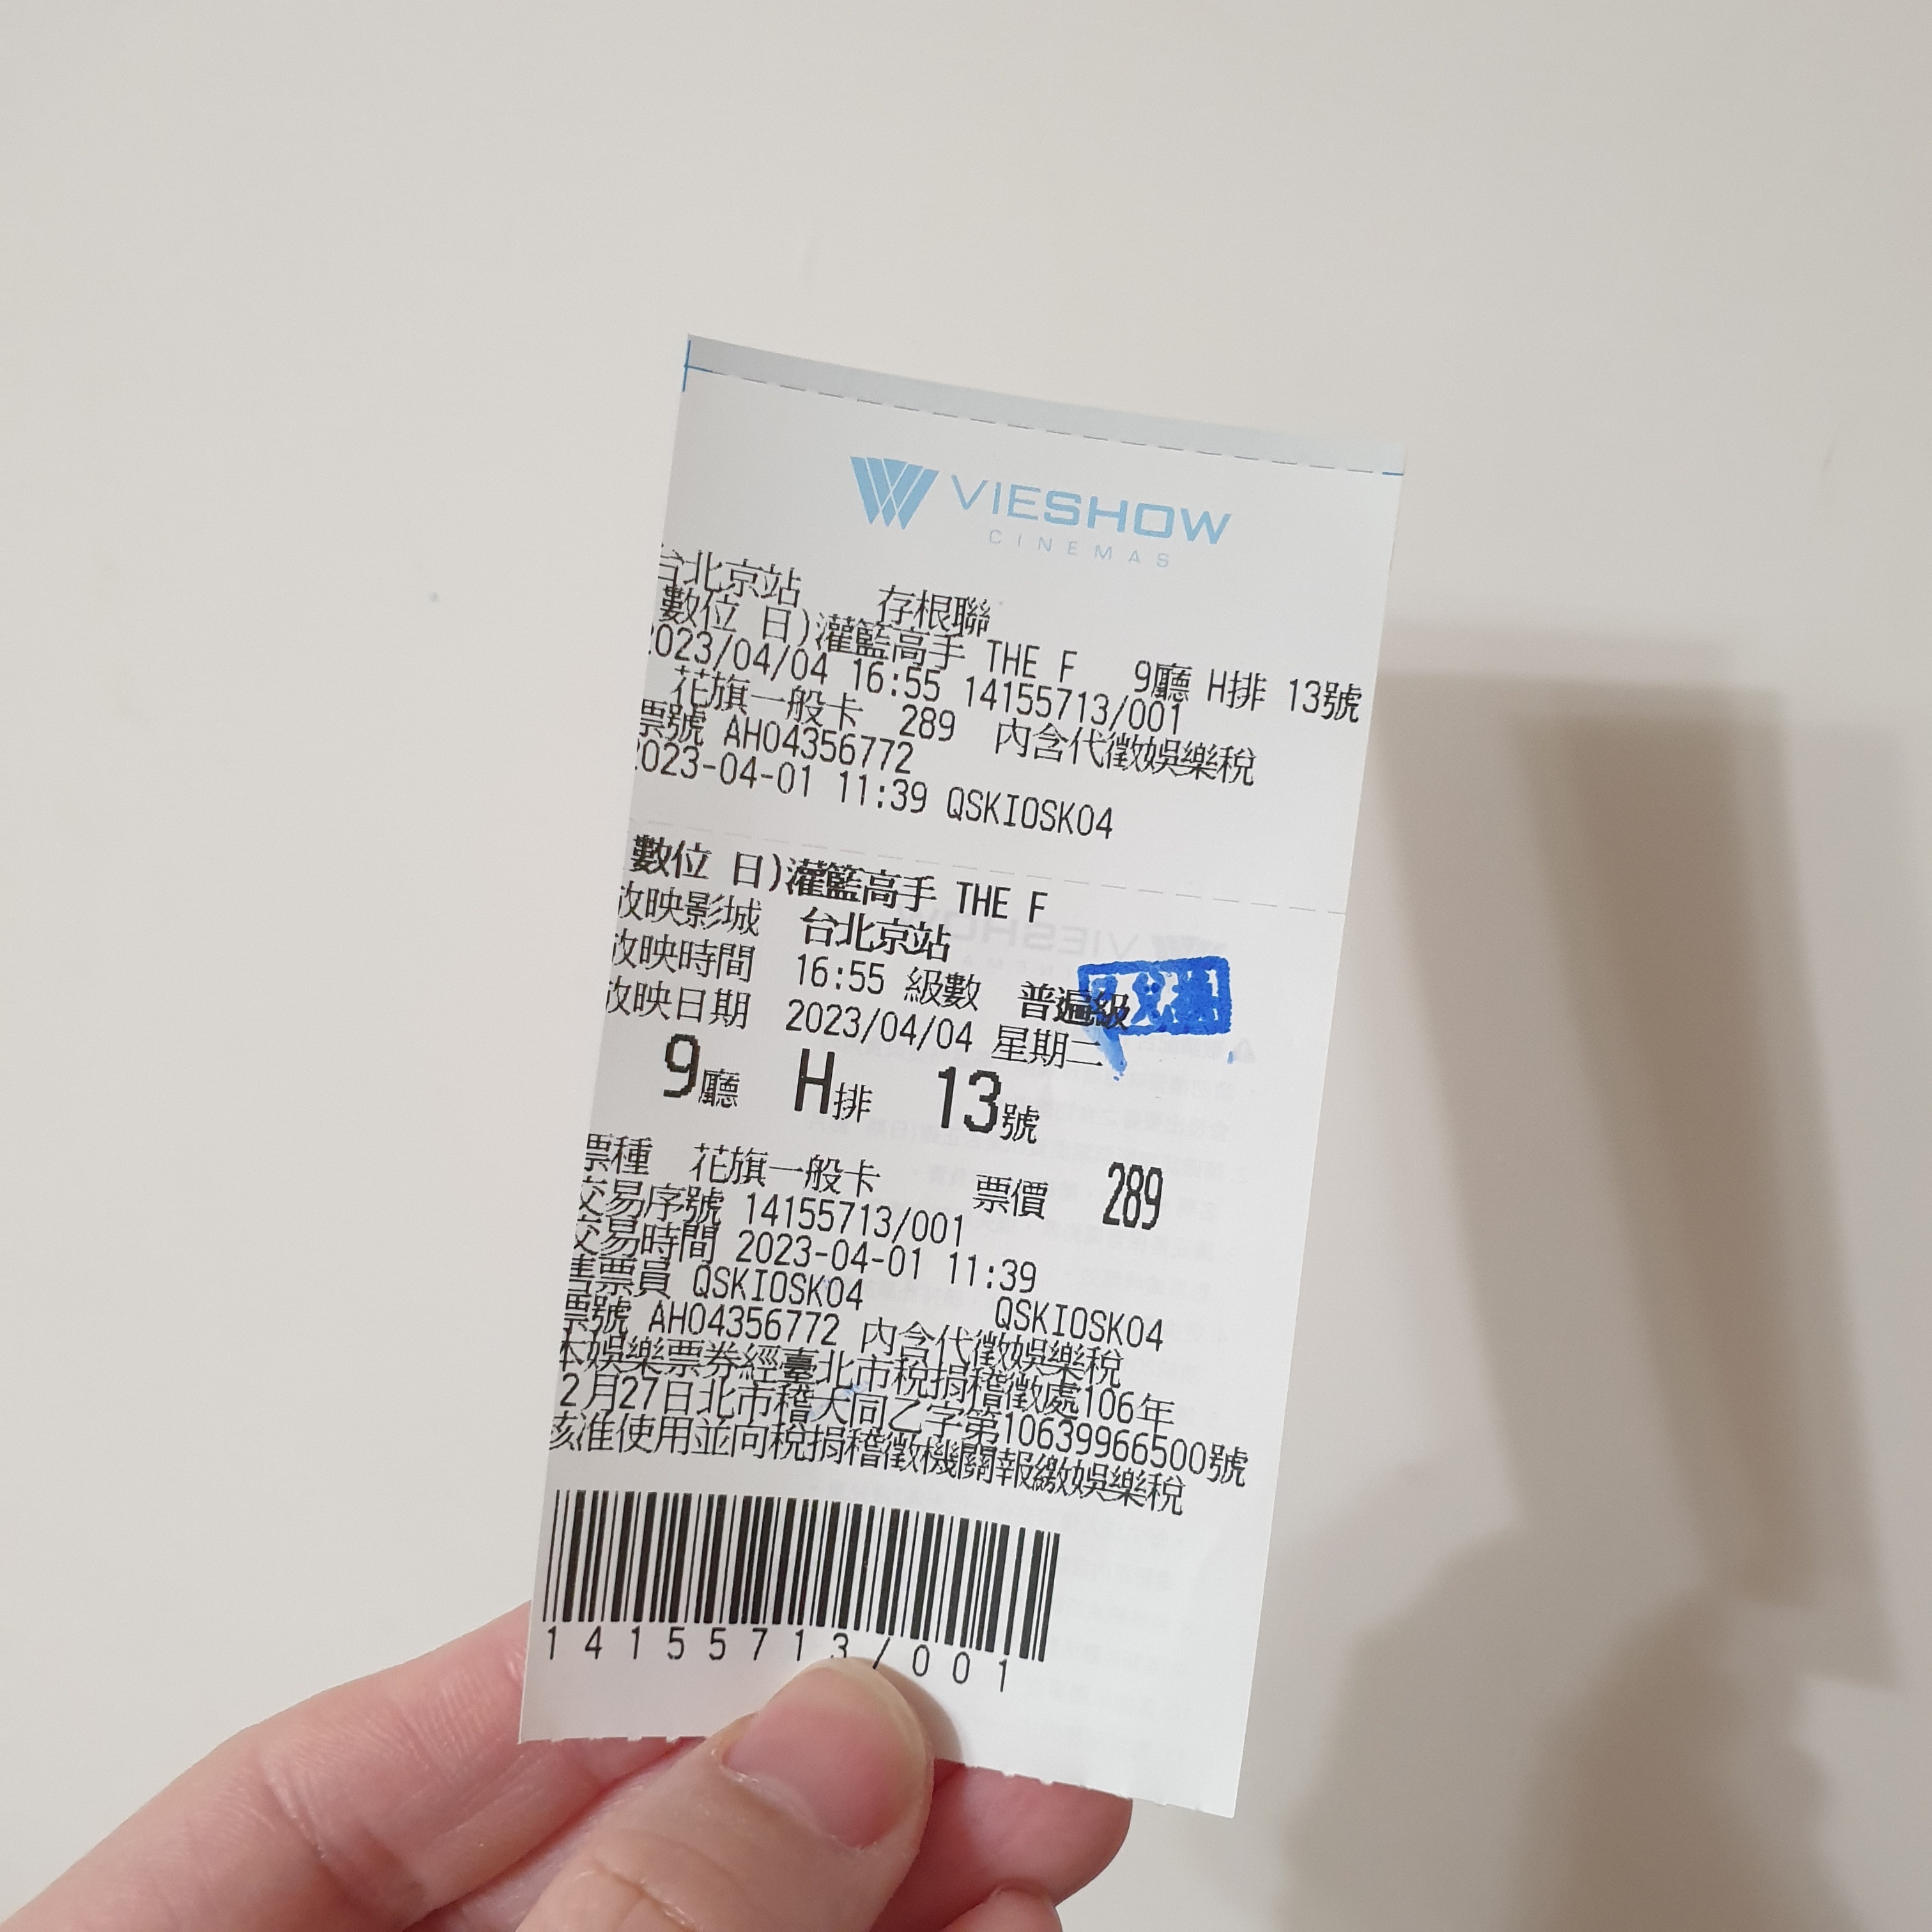 VIESHOW
CINEMAS
台北京站 存根聯
數位 日)灌籃高手 THE F 9廳 H排 13號
2023/04/04 16:55 14155713/001
花旗一般卡 289 內含代徵娛樂稅
票號 AH04356772
2023-04-01 11:39 QSKIOSK04
數位 日)灌籃高手 THE F
放映影城 台北京站
放映時間 16:55 級數 普遍級
放映日期 2023/04/04 星期二
9廳 H排 13號
票種 花旗一般卡 票價 289
交易序號 14155713/001
交易時間 2023-04-01 11:39
售票員 QSKIOSK04 QSKIOSK04
票號 AH04356772 內含代徵娛樂稅
本娛樂票券經臺北市稅捐稽徵處106年
2月27日北市稽大同乙字第10639966500號
核准使用並向稅捐稽徵機關報繳娛樂稅
14155713/001